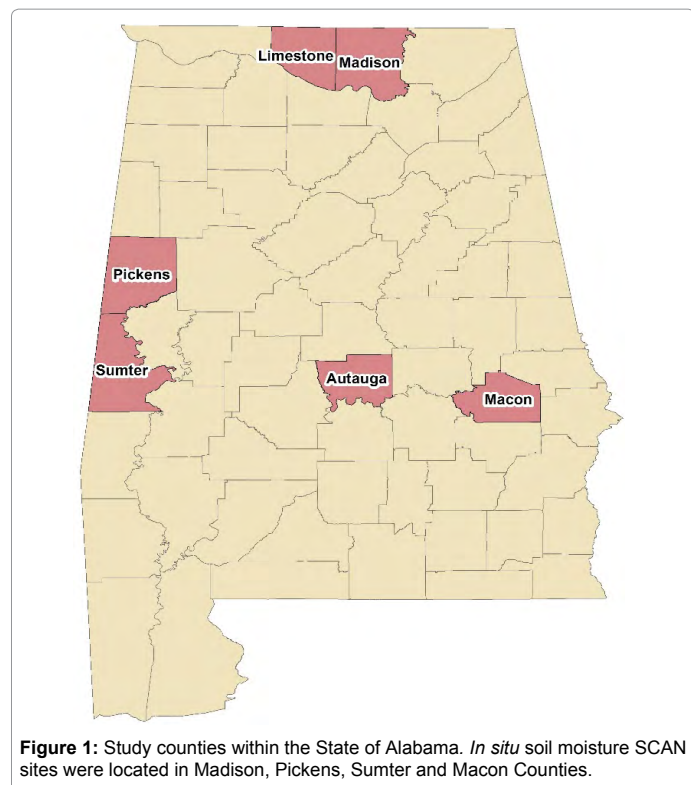 Limestone
Madison
Pickens
Sumter
Autauga
Macon
Figure 1: Study counties within the State of Alabama. In situ soil moisture SCAN
sites were located in Madison, Pickens, Sumter and Macon Counties.